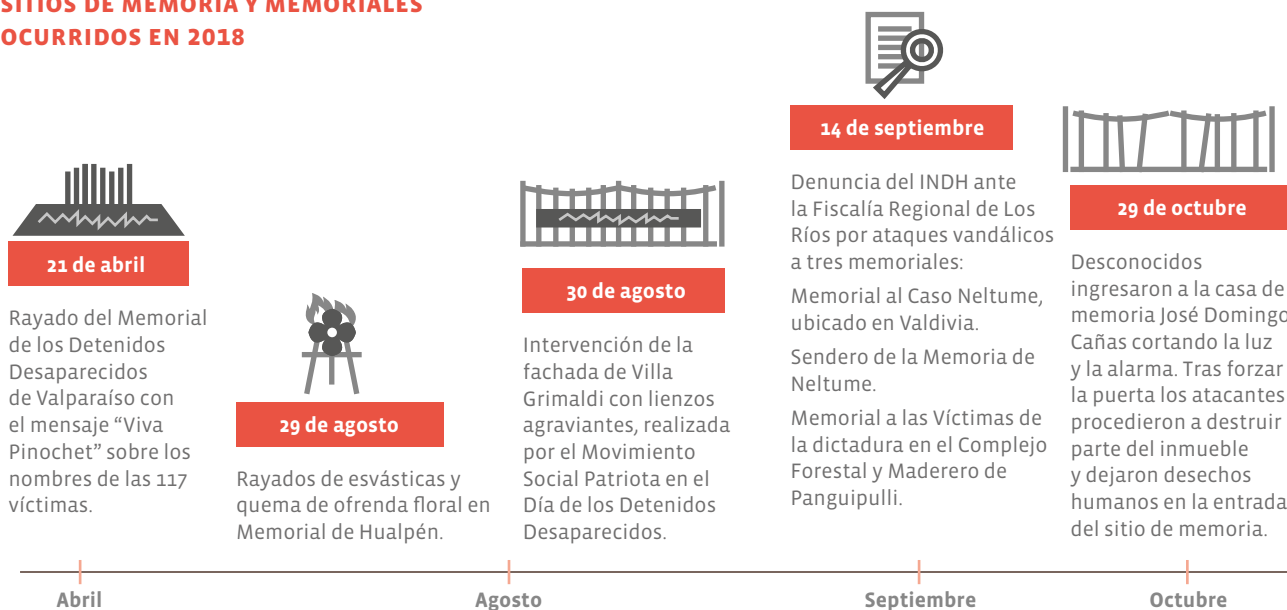 SITIOS DE MEMORIA Y MEMORIALES
OCURRIDOS EN 2018
21 de abril
Rayado del Memorial
de los Detenidos
Desaparecidos
de Valparaíso con
el mensaje “Viva
Pinochet” sobre los
nombres de las 117
víctimas.
29 de agosto
Rayados de esvásticas y
quema de ofrenda floral en
Memorial de Hualpén.
30 de agosto
Intervención de la
fachada de Villa
Grimaldi con lienzos
agraviantes, realizada
por el Movimiento
Social Patriota en el
Día de los Detenidos
Desaparecidos.
14 de septiembre
Denuncia del INDH ante
la Fiscalía Regional de Los
Ríos por ataques vandálicos
a tres memoriales:
Memorial al Caso Neltume,
ubicado en Valdivia.
Sendero de la Memoria de
Neltume.
Memorial a las Víctimas de
la dictadura en el Complejo
Forestal y Maderero de
Panguipulli.
29 de octubre
Desconocidos
ingresaron a la casa de
memoria José Domingo
Cañas cortando la luz
y la alarma. Tras forzar
la puerta los atacantes
procedieron a destruir
parte del inmueble
y dejaron desechos
humanos en la entrada
del sitio de memoria.
Abril
Agosto
Septiembre
Octubre